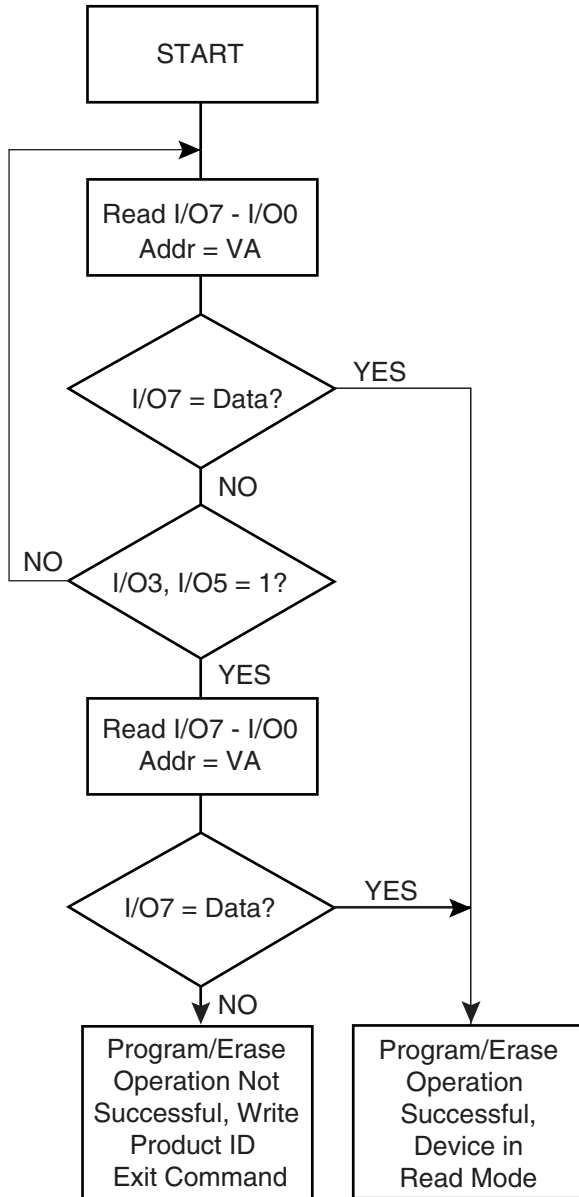 START
Read I/O7 - I/O0
Addr = VA
I/O7 = Data?
YES
NO
I/O3, I/O5 = 1?
NO
YES
Read I/O7 - I/O0
Addr = VA
I/O7 = Data?
YES
NO
Program/Erase
Operation Not
Successful, Write
Product ID
Exit Command
Program/Erase
Operation
Successful,
Device in
Read Mode